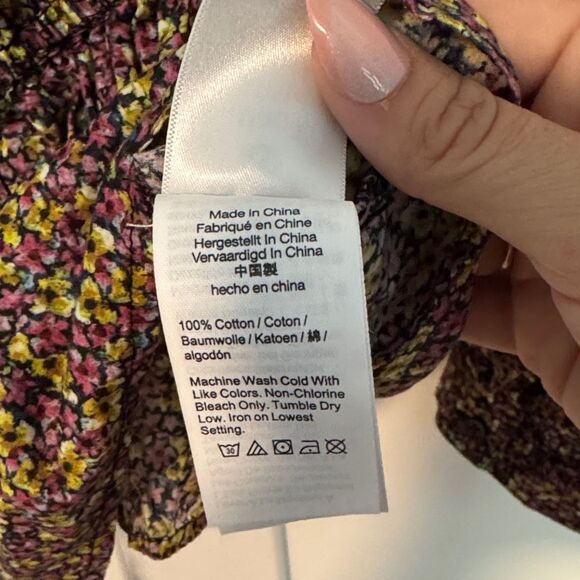 Made in China
Fabriqué en Chine
Hergestellt In China
Vervaardigd In China
中国製
hecho en china
100% Cotton / Coton /
Baumwolle / Katoen / 綿 /
algodón
Machine Wash Cold With
Like Colors. Non-Chlorine
Bleach Only. Tumble Dry
Low. Iron on Lowest
Setting.
30